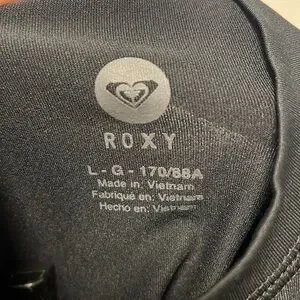 ROXY
L - G - 170/88A
Made in: Vietnam
Fabriqué en: Vietnam
Hecho en: Vietnam